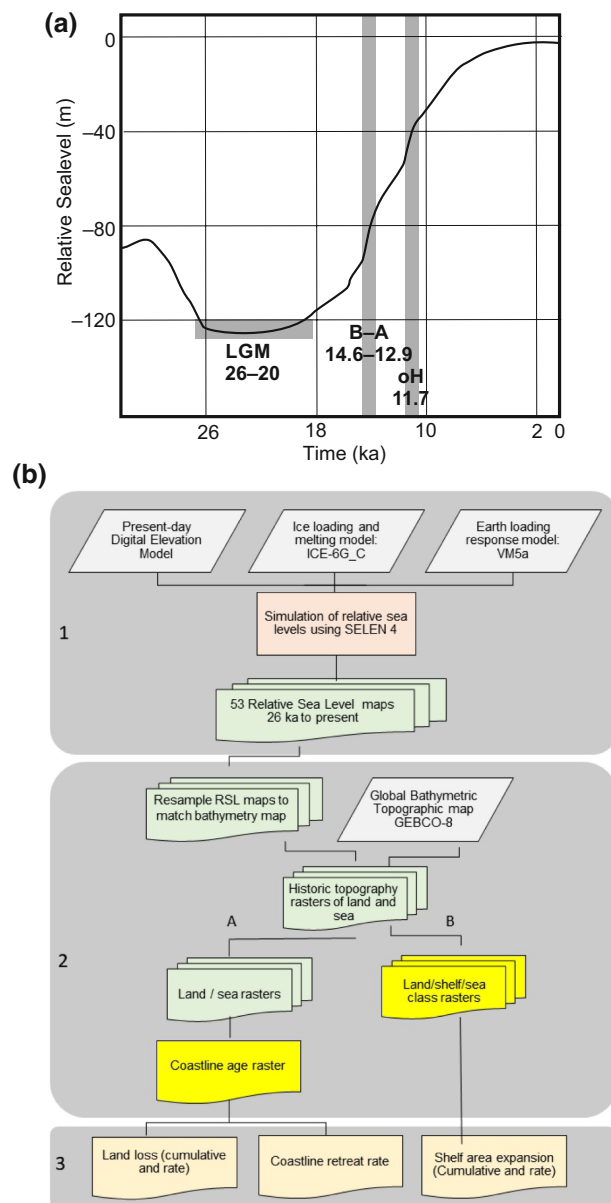 (a)
0
–40
–80
–120
Relative Sealevel (m)
LGM
26–20
B–A
14.6–12.9
oH
11.7
26
18
10
2
0
Time (ka)
(b)
1
Present-day
Digital Elevation
Model
Ice loading and
melting model:
ICE-6G_C
Earth loading
response model:
VM5a
Simulation of relative sea
levels using SELEN 4
53 Relative Sea Level maps
26 ka to present
2
Resample RSL maps to
match bathymetry map
Global Bathymetric
Topographic map
GEBCO-8
Historic topography
rasters of land and
sea
A
B
Land / sea rasters
Land/shelf/sea
class rasters
Coastline age raster
3
Land loss (cumulative
and rate)
Coastline retreat rate
Shelf area expansion
(Cumulative and rate)